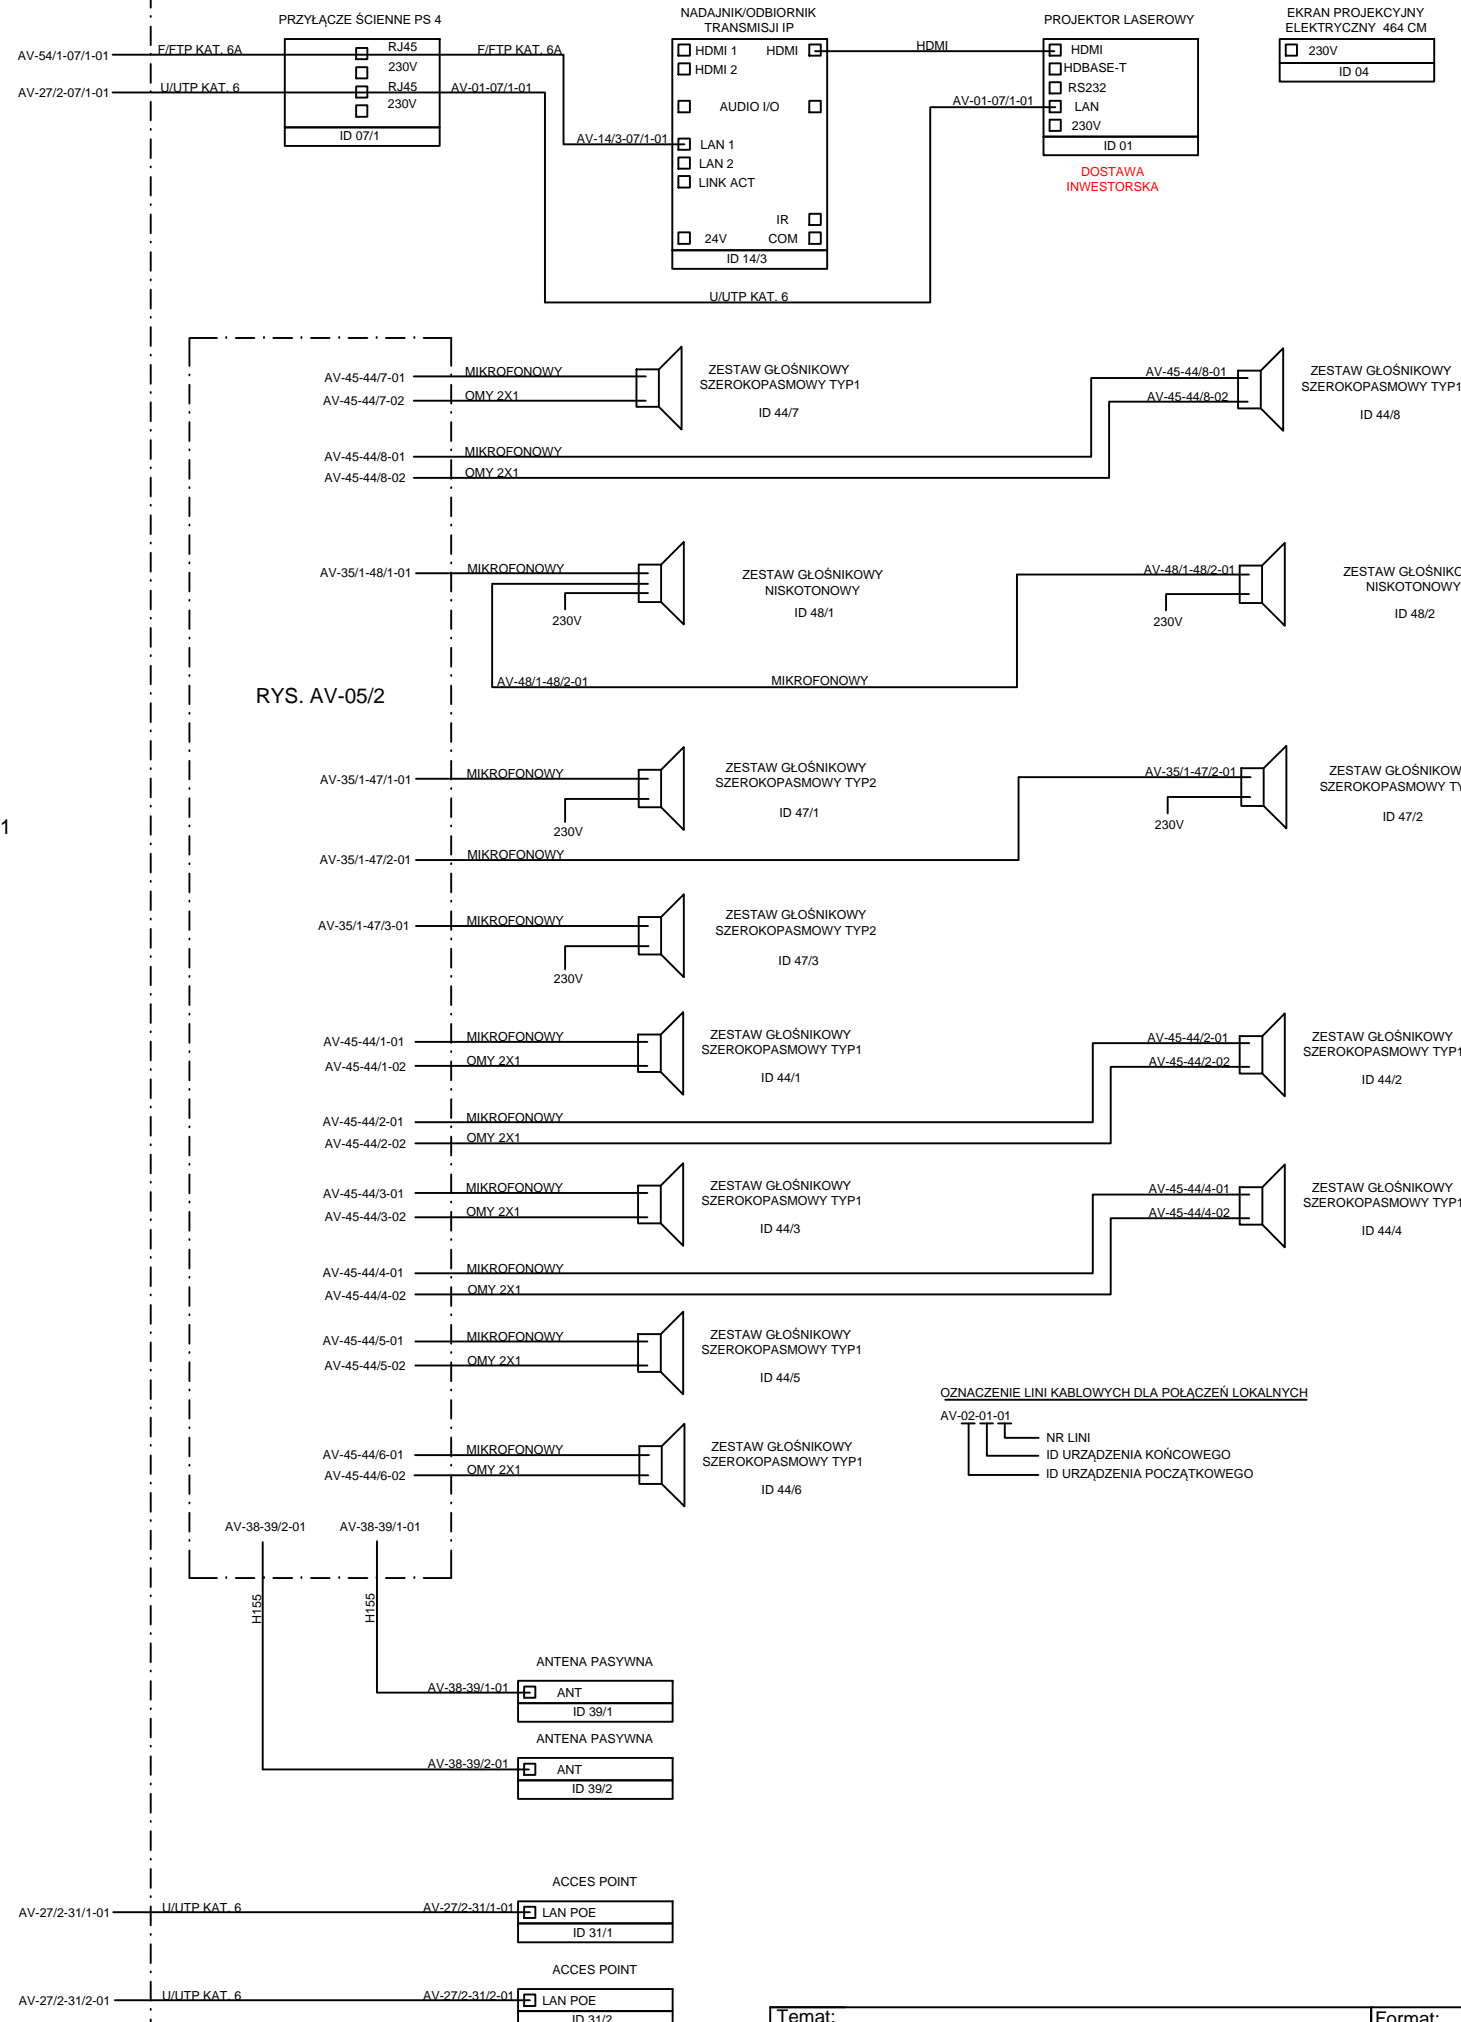 PRZYŁĄCZE ŚCIENNE PS 4
NADAJNIK/ODBIORNIK
TRANSMISJI IP
PROJEKTOR LASEROWY
EKRAN PROJEKCYJNY
ELEKTRYCZNY 464 CM
AV-54/1-07/1-01
F/FTP KAT. 6A
RJ45
230V
F/FTP KAT. 6A
AV-27/2-07/1-01
U/UTP KAT. 6
RJ45
230V
AV-01-07/1-01
ID 07/1
AV-14/3-07/1-01
HDMI 1
HDMI
HDMI 2
AUDIO I/O
LAN 1
LAN 2
LINK ACT
IR
24V
COM
ID 14/3
HDMI
AV-01-07/1-01
HDMI
HDBASE-T
RS232
LAN
230V
ID 01
DOSTAWA
INWESTORSKA
230V
ID 04
U/UTP KAT. 6
AV-45-44/7-01
MIKROFONOWY
AV-45-44/7-02
OMY 2X1
ZESTAW GŁOŚNIKOWY
SZEROKOPASMOWY TYP1
ID 44/7
AV-45-44/8-01
AV-45-44/8-02
ZESTAW GŁOŚNIKOWY
SZEROKOPASMOWY TYP1
ID 44/8
AV-45-44/8-01
MIKROFONOWY
AV-45-44/8-02
OMY 2X1
AV-35/1-48/1-01
MIKROFONOWY
230V
ZESTAW GŁOŚNIKOWY
NISKOTONOWY
ID 48/1
AV-48/1-48/2-01
230V
ZESTAW GŁOŚNIKO
NISKOTONOWY
ID 48/2
AV-48/1-48/2-01
MIKROFONOWY
RYS. AV-05/2
AV-35/1-47/1-01
MIKROFONOWY
230V
ZESTAW GŁOŚNIKOWY
SZEROKOPASMOWY TYP2
ID 47/1
AV-35/1-47/2-01
230V
ZESTAW GŁOŚNIKOW
SZEROKOPASMOWY TY
ID 47/2
1
AV-35/1-47/2-01
MIKROFONOWY
AV-35/1-47/3-01
MIKROFONOWY
230V
ZESTAW GŁOŚNIKOWY
SZEROKOPASMOWY TYP2
ID 47/3
AV-45-44/1-01
MIKROFONOWY
AV-45-44/1-02
OMY 2X1
ZESTAW GŁOŚNIKOWY
SZEROKOPASMOWY TYP1
ID 44/1
AV-45-44/2-01
AV-45-44/2-02
ZESTAW GŁOŚNIKOWY
SZEROKOPASMOWY TYP1
ID 44/2
AV-45-44/2-01
MIKROFONOWY
AV-45-44/2-02
OMY 2X1
AV-45-44/3-01
MIKROFONOWY
AV-45-44/3-02
OMY 2X1
ZESTAW GŁOŚNIKOWY
SZEROKOPASMOWY TYP1
ID 44/3
AV-45-44/4-01
AV-45-44/4-02
ZESTAW GŁOŚNIKOWY
SZEROKOPASMOWY TYP1
ID 44/4
AV-45-44/4-01
MIKROFONOWY
AV-45-44/4-02
OMY 2X1
AV-45-44/5-01
MIKROFONOWY
AV-45-44/5-02
OMY 2X1
ZESTAW GŁOŚNIKOWY
SZEROKOPASMOWY TYP1
ID 44/5
OZNACZENIE LINI KABLOWYCH DLA POŁĄCZEŃ LOKALNYCH
AV-02-01-01
NR LINI
ID URZĄDZENIA KOŃCOWEGO
ID URZĄDZENIA POCZĄTKOWEGO
AV-45-44/6-01
MIKROFONOWY
AV-45-44/6-02
OMY 2X1
ZESTAW GŁOŚNIKOWY
SZEROKOPASMOWY TYP1
ID 44/6
AV-38-39/2-01
AV-38-39/1-01
H155
H155
ANTENA PASYWNA
AV-38-39/1-01
ANT
ID 39/1
ANTENA PASYWNA
AV-38-39/2-01
ANT
ID 39/2
ACCES POINT
AV-27/2-31/1-01
U/UTP KAT. 6
AV-27/2-31/1-01
LAN POE
ID 31/1
ACCES POINT
AV-27/2-31/2-01
U/UTP KAT. 6
AV-27/2-31/2-01
LAN POE
ID 31/2
Temat:
Format: